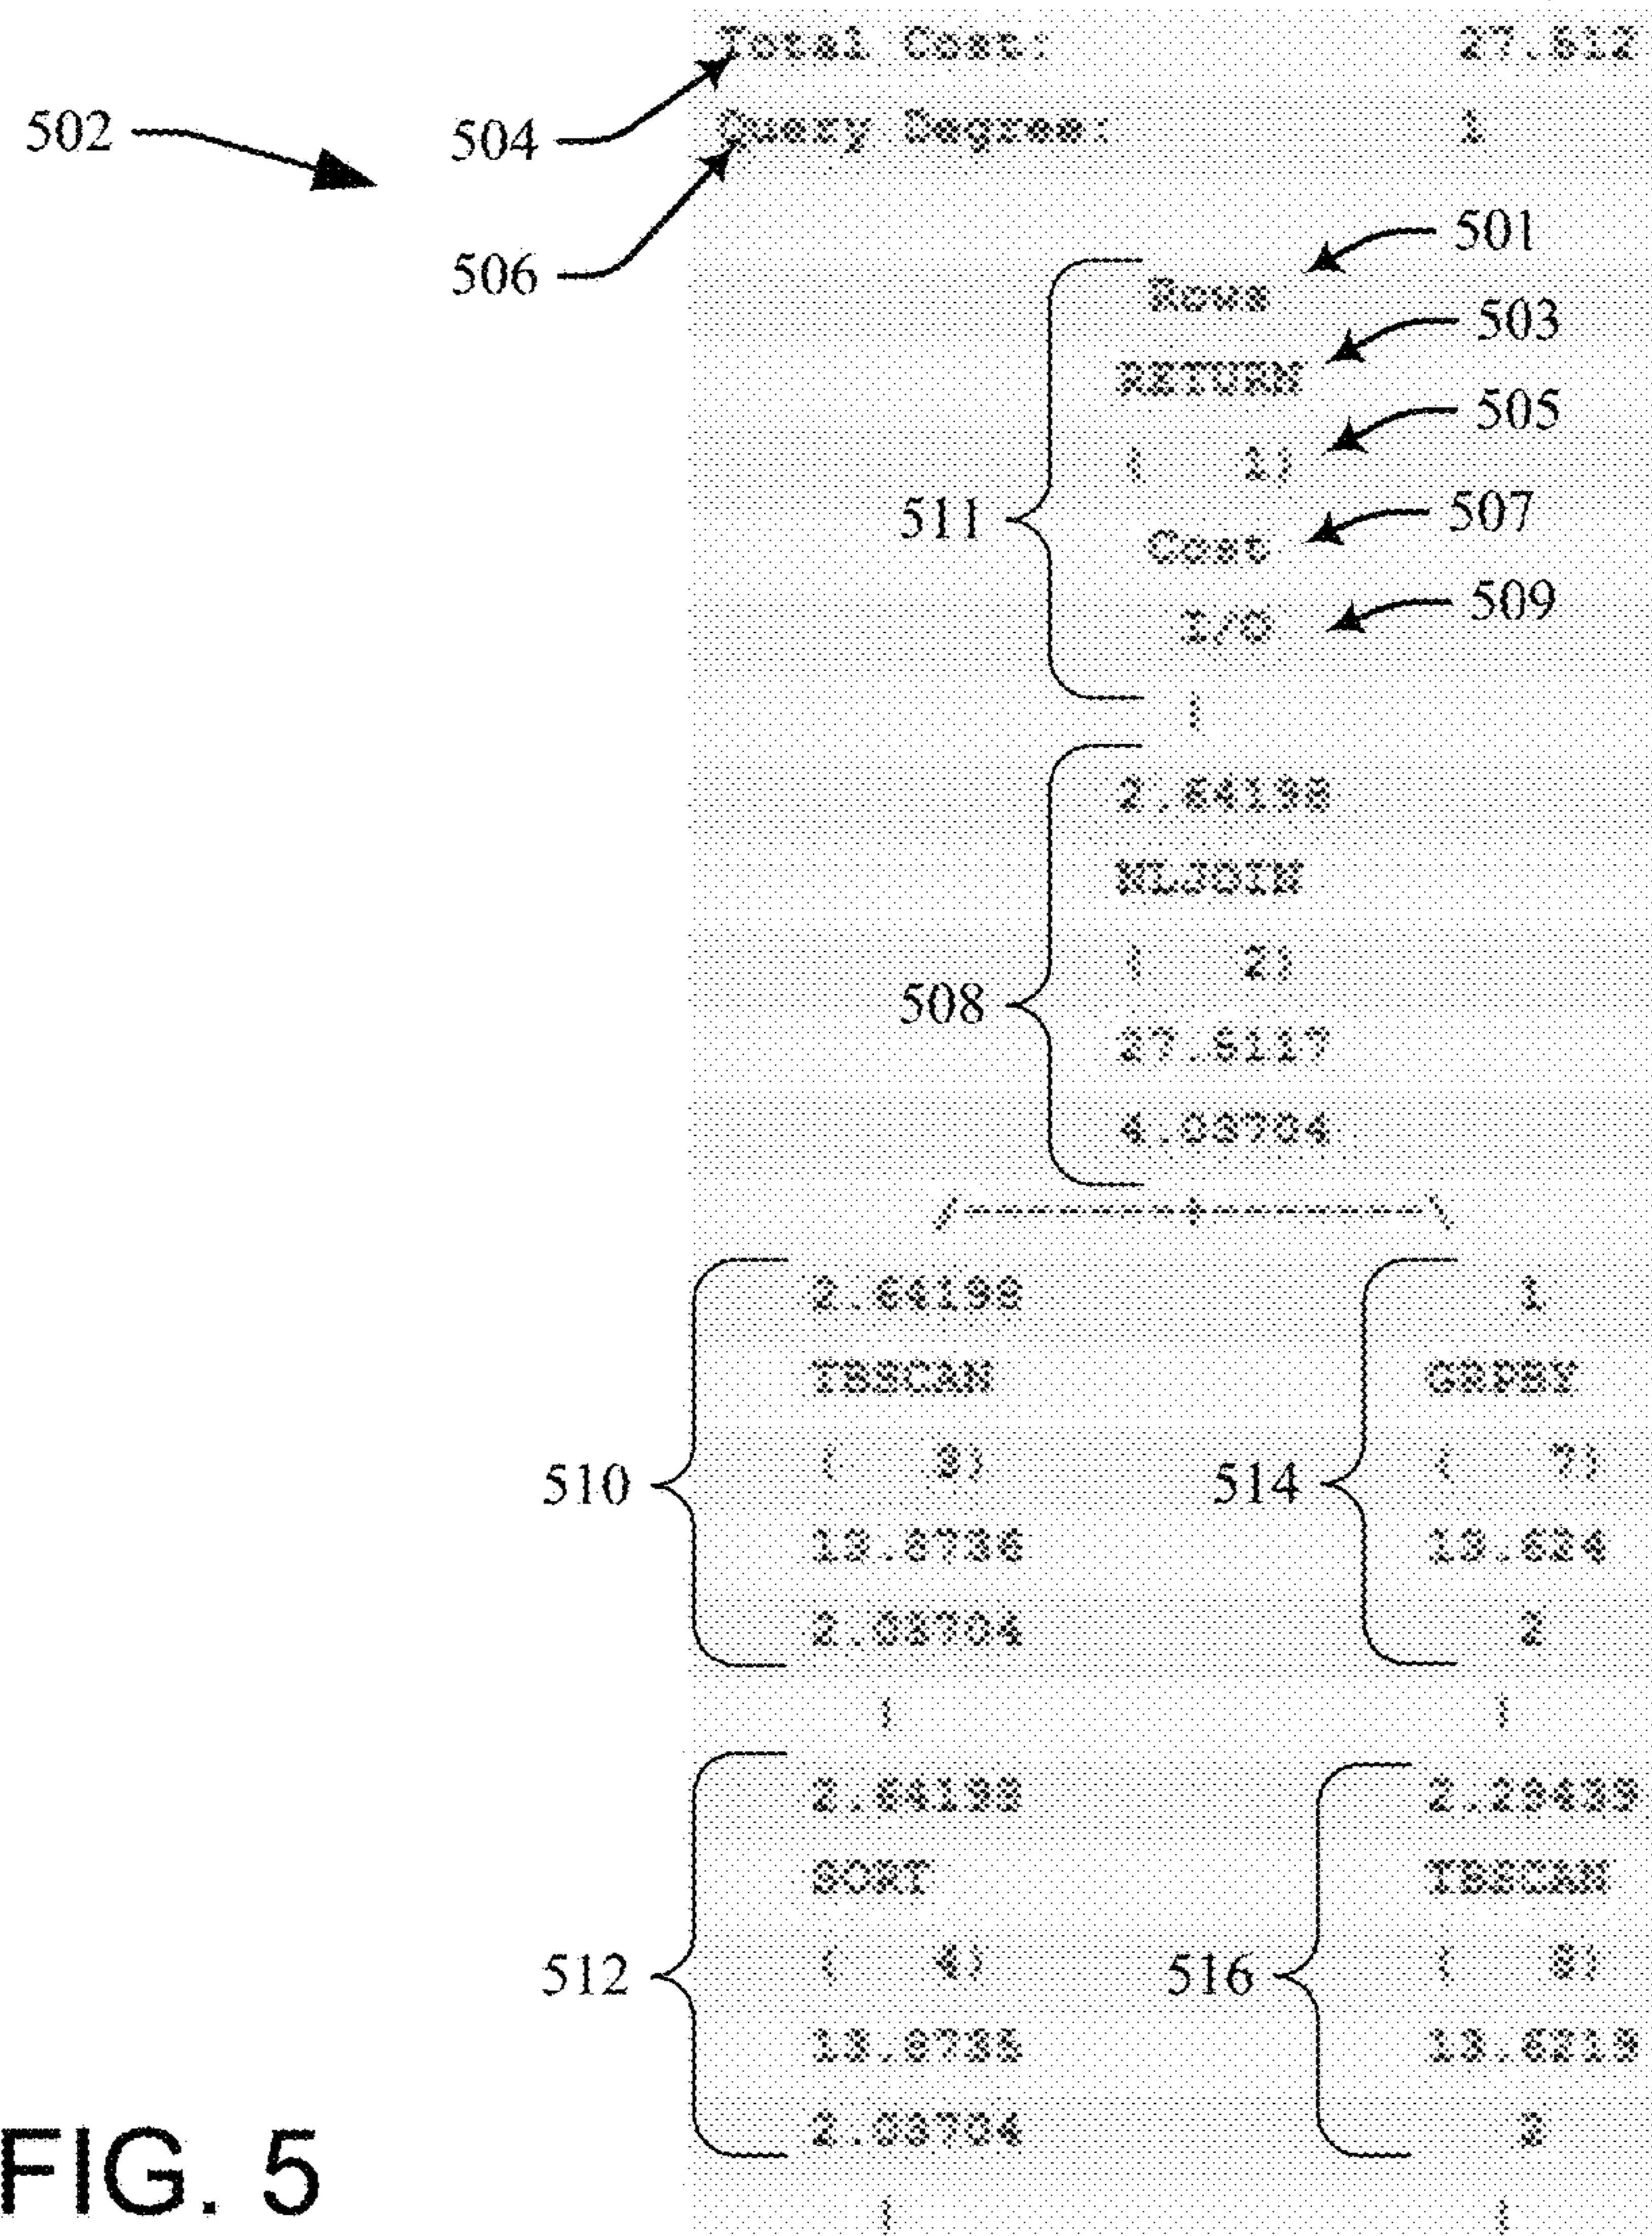 Total Cost: 27.812
502
504
Query Degree: 1
506
501
Rows
503
RETURN
505
( 1)
511
507
Cost
509
I/O
|
2.64198
NLJOIN
( 2)
508
27.8117
4.03704
/---------+---------\
2.64198 1
TBSCAN GRPBY
( 3) ( 7)
510 514
13.8736 13.624
2.03704 2
| |
2.64198 2.29439
SORT TBSCAN
( 4) ( 8)
512 516
13.8735 13.6219
2.03704 2
| |
FIG. 5